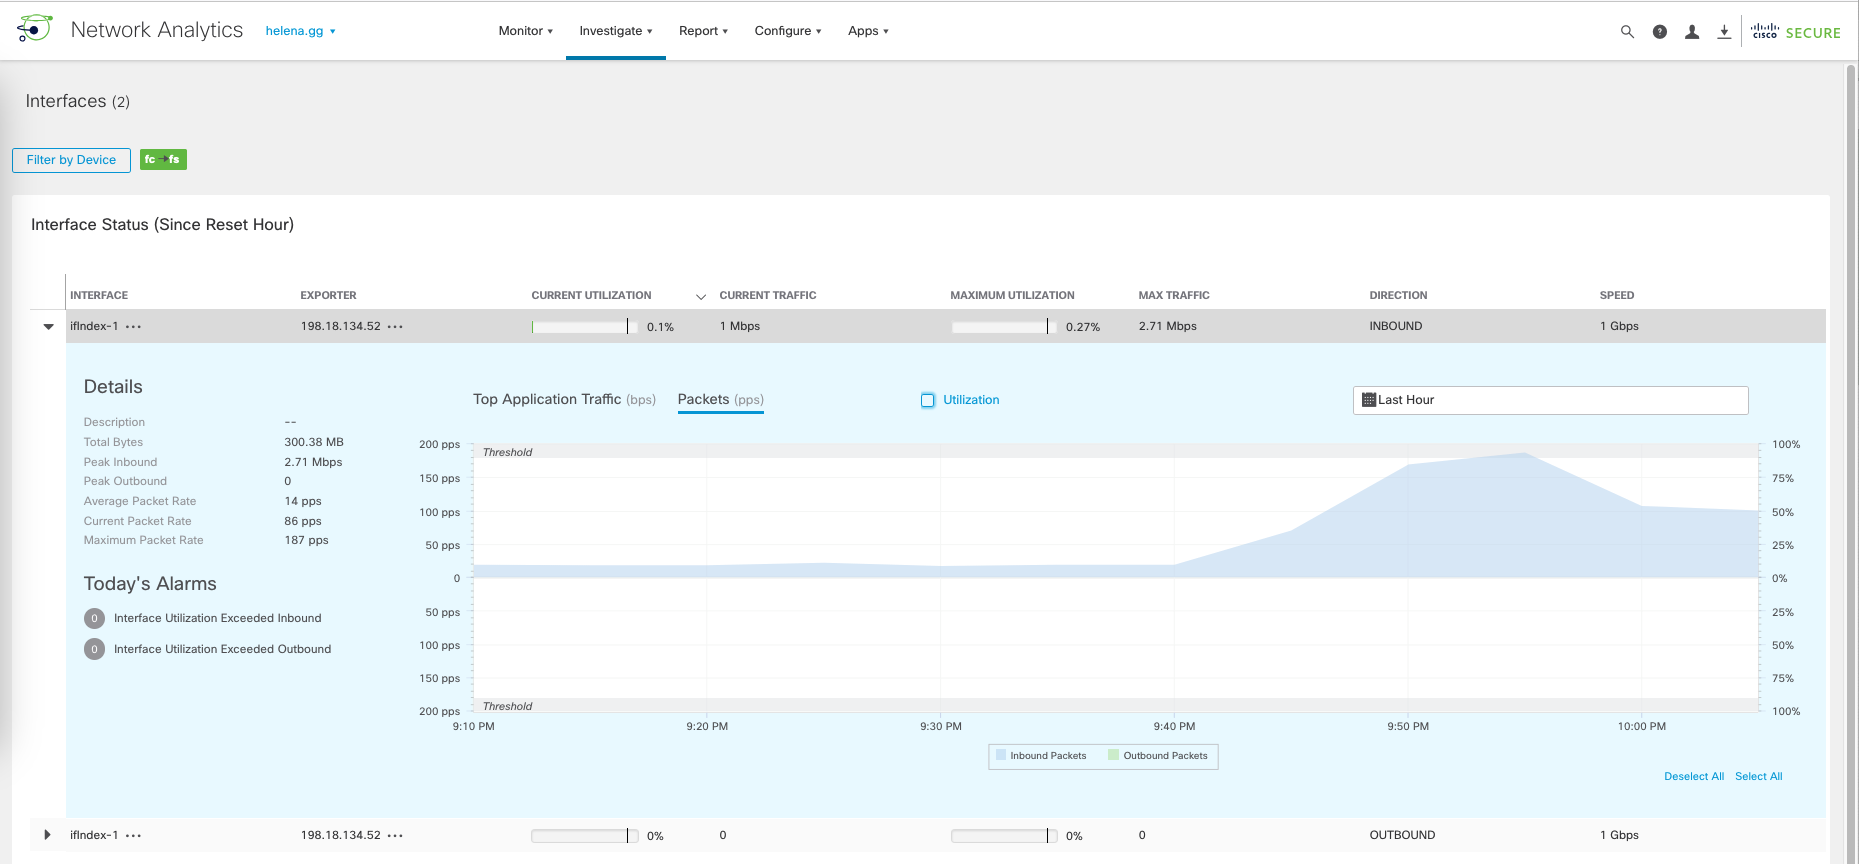 Network Analytics helena.gg Monitor Investigate Report Configure Apps ? CISCO SECURE
Interfaces (2)
Filter by Device fc fs
Interface Status (Since Reset Hour)
INTERFACE EXPORTER CURRENT UTILIZATION CURRENT TRAFFIC MAXIMUM UTILIZATION MAX TRAFFIC DIRECTION SPEED
ifIndex-1 ··· 198.18.134.52 ··· 0.1% 1 Mbps 0.27% 2.71 Mbps INBOUND 1 Gbps
Details
Description --
Total Bytes 300.38 MB
Peak Inbound 2.71 Mbps
Peak Outbound 0
Average Packet Rate 14 pps
Current Packet Rate 86 pps
Maximum Packet Rate 187 pps
Today's Alarms
0 Interface Utilization Exceeded Inbound
0 Interface Utilization Exceeded Outbound
Top Application Traffic (bps) Packets (pps) Utilization Last Hour
200 pps Threshold 100%
150 pps 75%
100 pps 50%
50 pps 25%
0 0%
50 pps 25%
100 pps 50%
150 pps 75%
200 pps Threshold 100%
9:10 PM 9:20 PM 9:30 PM 9:40 PM 9:50 PM 10:00 PM
Inbound Packets Outbound Packets
Deselect All Select All
ifIndex-1 ··· 198.18.134.52 ··· 0% 0 0% 0 OUTBOUND 1 Gbps